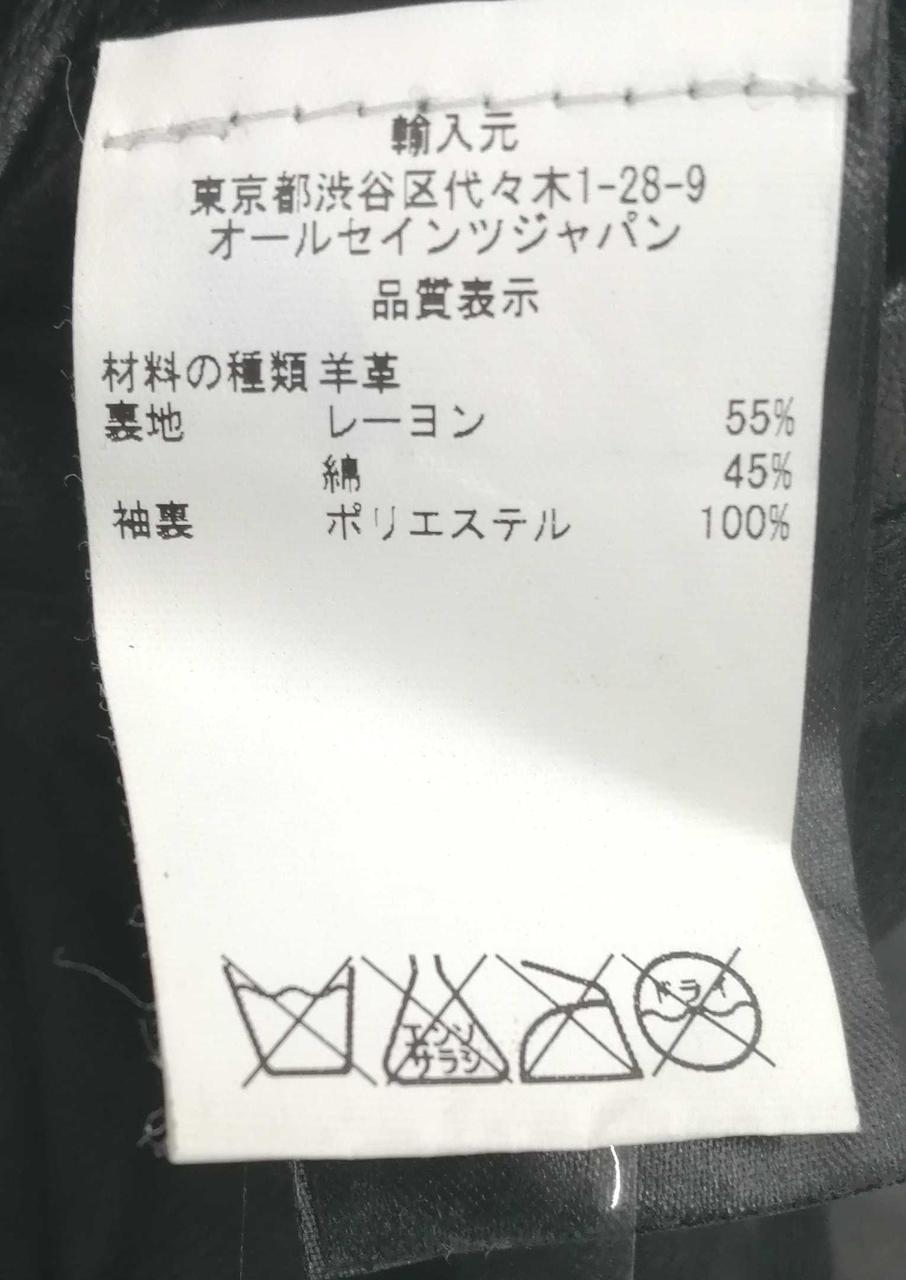 輸入元
東京都渋谷区代々木1-28-9
オールセインツジャパン
品質表示
材料の種類 羊革
裏地 レーヨン 55%
綿 45%
袖裏 ポリエステル 100%
エンソ
サラシ
ドライ